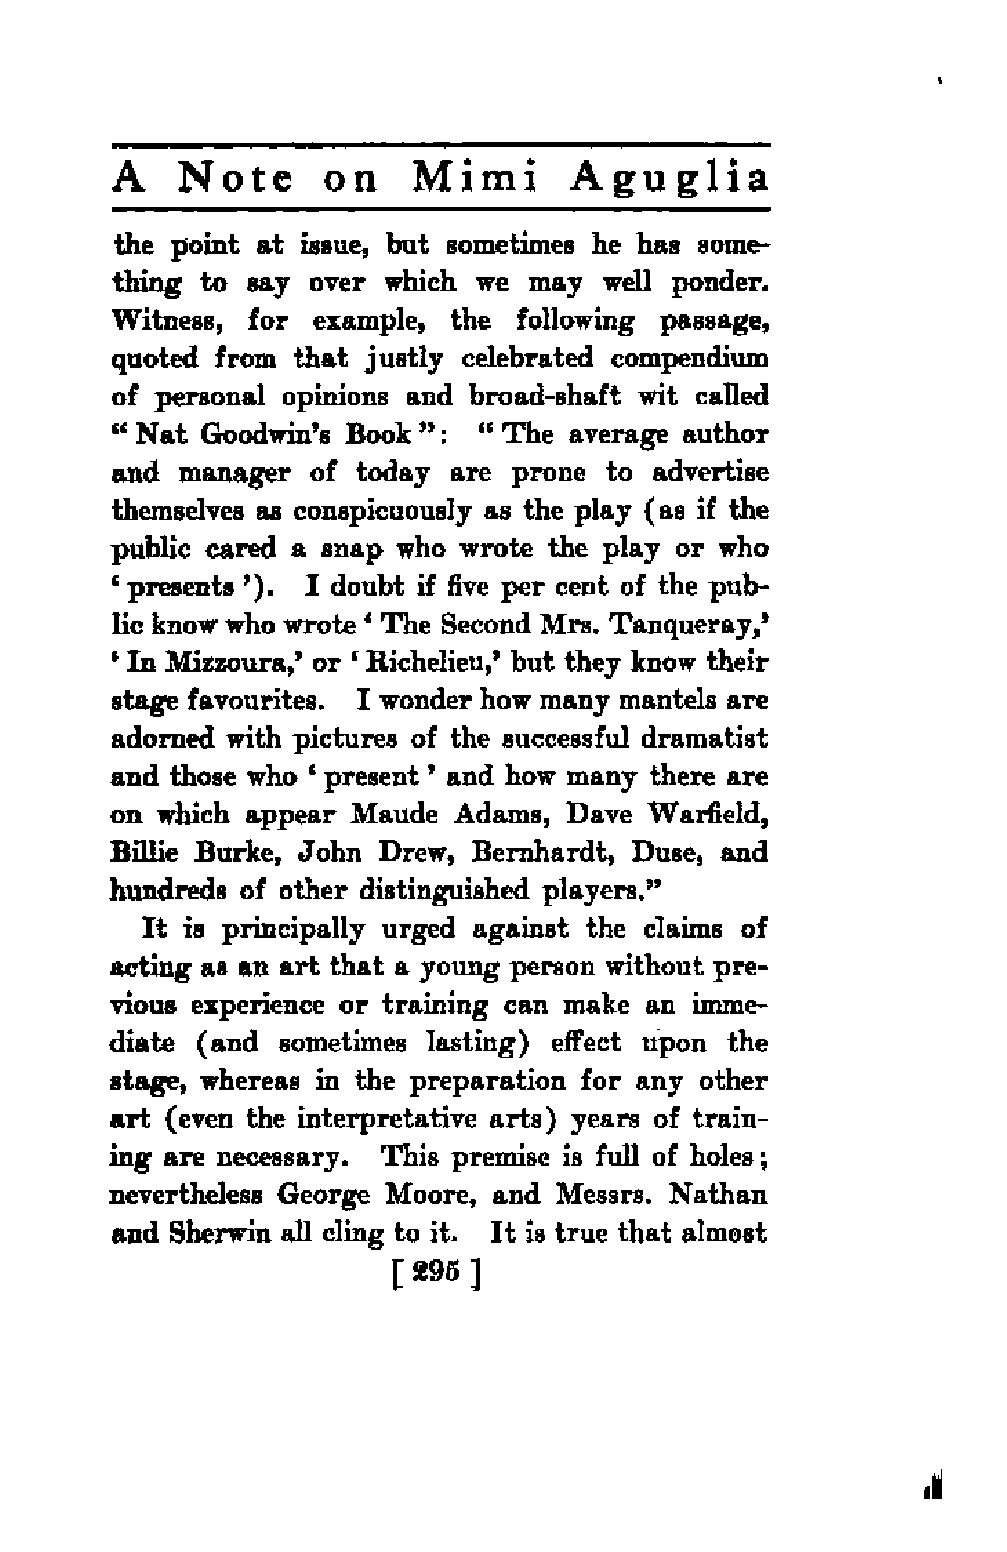 A Note on Mimi Aguglia
the point at issue, but sometimes he has some-
thing to say over which we may well ponder.
Witness, for example, the following passage,
quoted from that justly celebrated compendium
of personal opinions and broad-shaft wit called
“ Nat Goodwin’s Book ”: “ The average author
and manager of today are prone to advertise
themselves as conspicuously as the play (as if the
public cared a snap who wrote the play or who
‘ presents ’). I doubt if five per cent of the pub-
lic know who wrote ‘ The Second Mrs. Tanqueray,’
‘ In Mizzoura,’ or ‘ Richelieu,’ but they know their
stage favourites. I wonder how many mantels are
adorned with pictures of the successful dramatist
and those who ‘ present ’ and how many there are
on which appear Maude Adams, Dave Warfield,
Billie Burke, John Drew, Bernhardt, Duse, and
hundreds of other distinguished players.”
It is principally urged against the claims of
acting as an art that a young person without pre-
vious experience or training can make an imme-
diate (and sometimes lasting) effect upon the
stage, whereas in the preparation for any other
art (even the interpretative arts) years of train-
ing are necessary. This premise is full of holes;
nevertheless George Moore, and Messrs. Nathan
and Sherwin all cling to it. It is true that almost
[ 295 ]